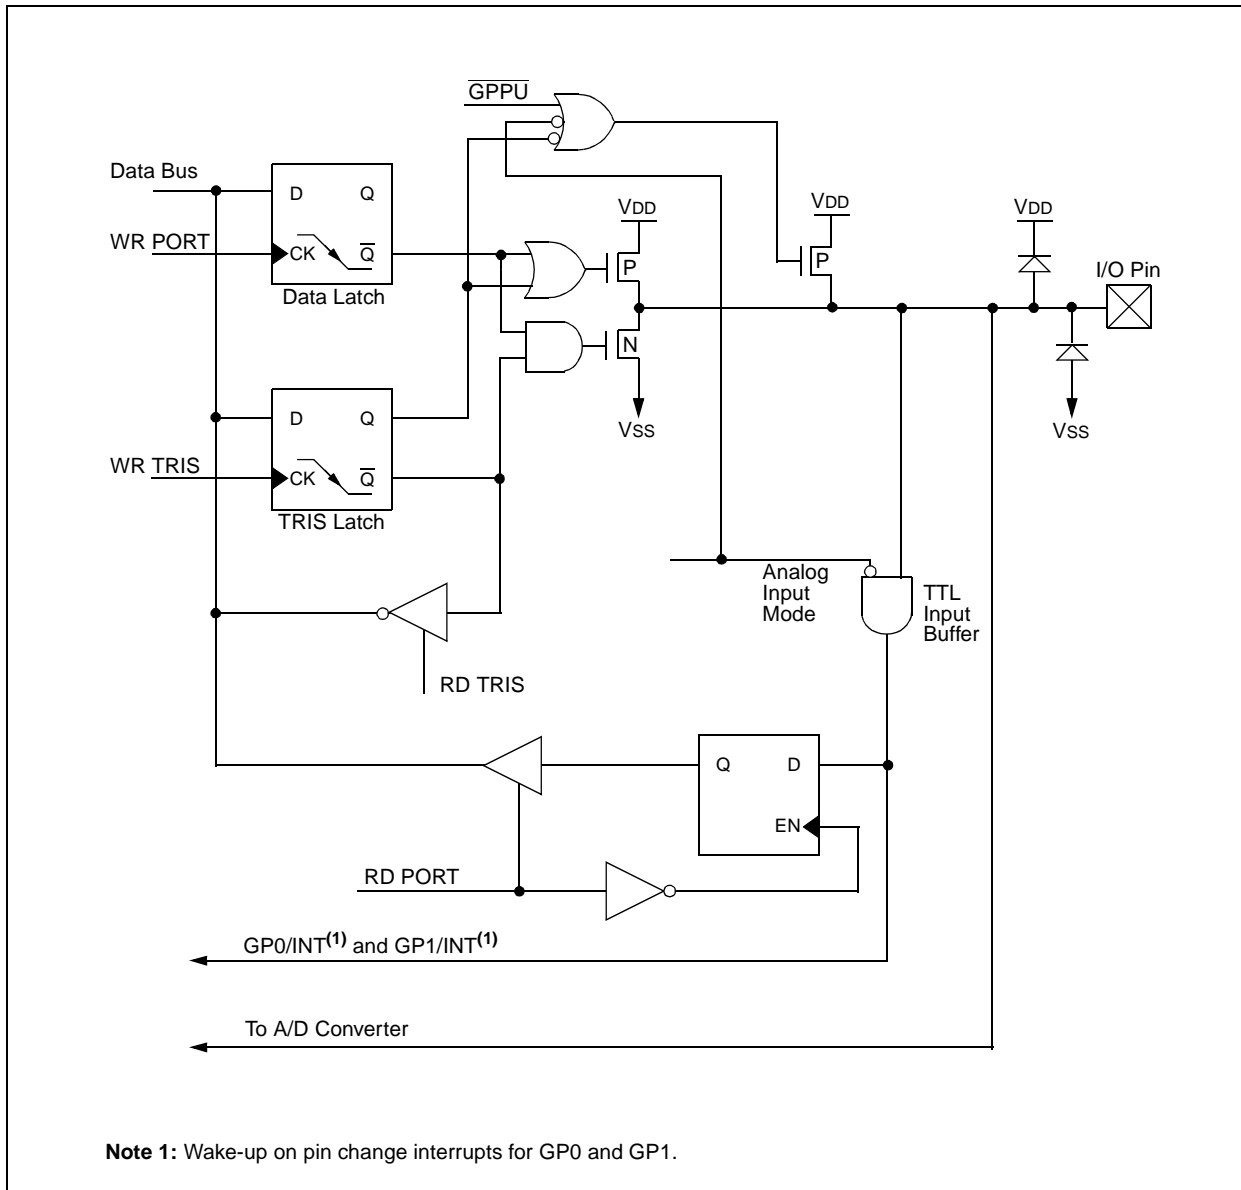 G̅P̅P̅U̅
Data Bus
D Q
WR PORT
CK Q̅
Data Latch
VDD
P
N
VSS
VDD
P
VDD
I/O Pin
VSS
D Q
WR TRIS
CK Q̅
TRIS Latch
Analog
Input
Mode
TTL
Input
Buffer
RD TRIS
Q D
EN
RD PORT
GP0/INT(1) and GP1/INT(1)
To A/D Converter
Note 1: Wake-up on pin change interrupts for GP0 and GP1.